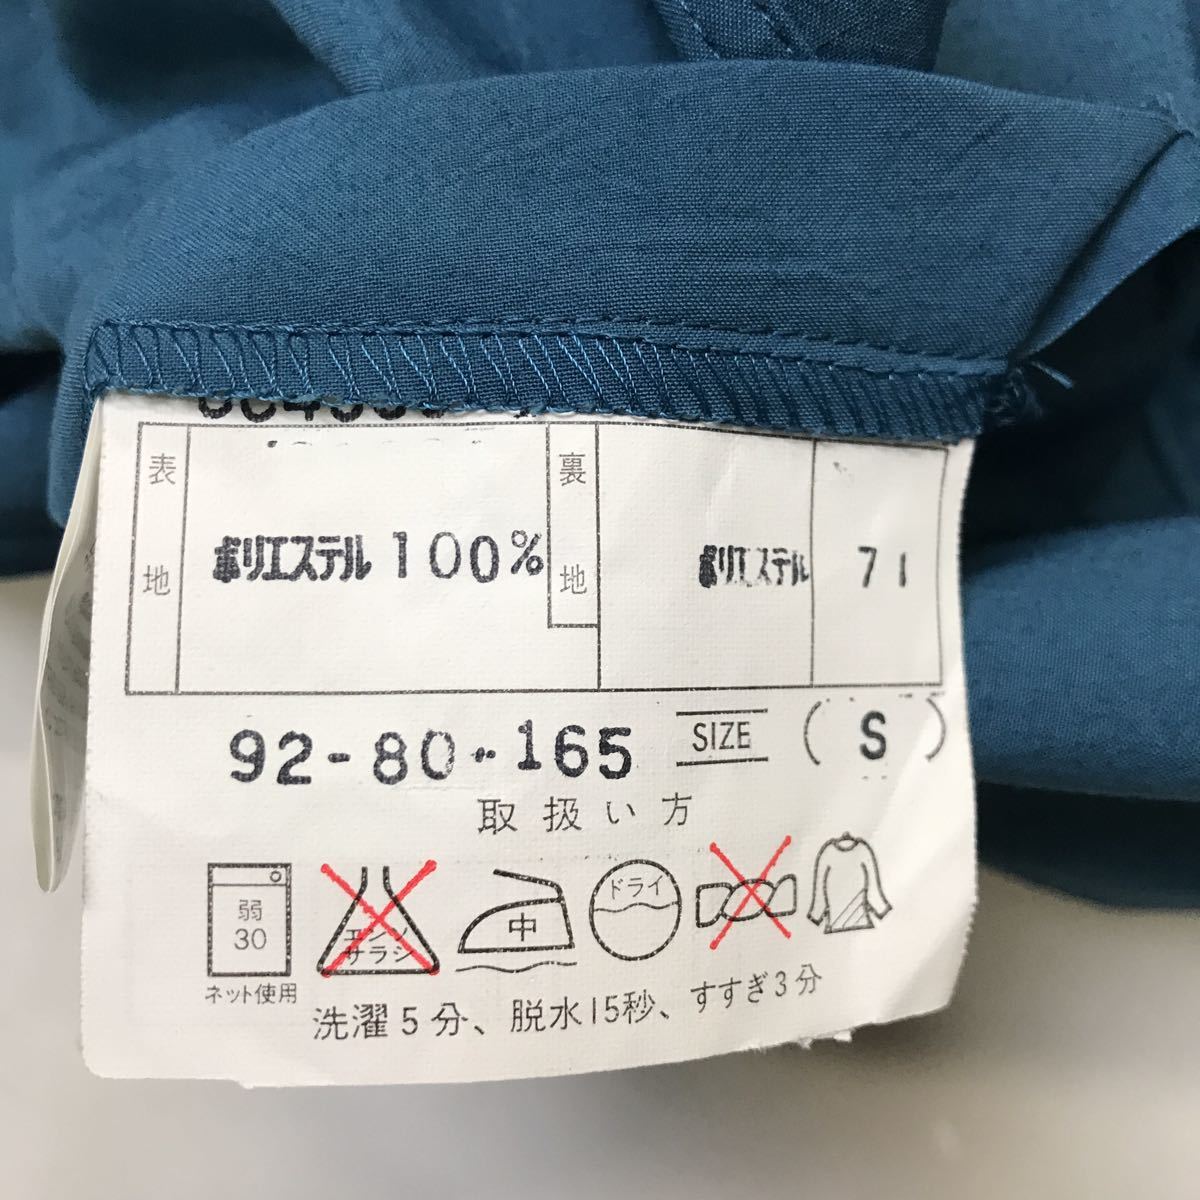 表地
ポリエステル 100%
裏地
ポリエステル 71
92-80-165 SIZE (S)
取扱い方
弱
30
ネット使用
エンソ
サラシ
中
ドライ
洗濯5分、脱水15秒、すすぎ3分